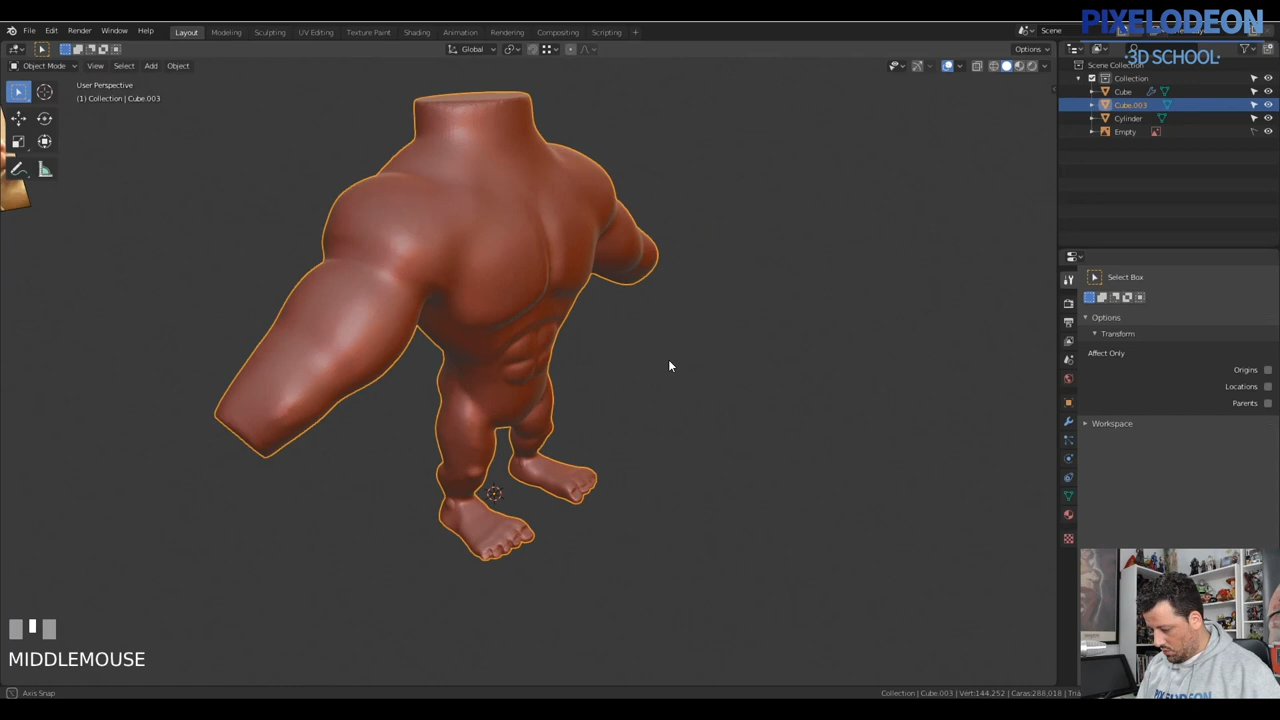 PIXELODEON
·3D SCHOOL·
File Edit Render Window Help Layout Modeling Sculpting UV Editing Texture Paint Shading Animation Rendering Compositing Scripting + Scene
Global Options
Object Mode View Select Add Object
User Perspective
(1) Collection | Cube.003
Scene Collection
Collection
Cube
Cube.003
Cylinder
Empty
Select Box
Options
Transform
Affect Only
Origins
Locations
Parents
Workspace
MIDDLEMOUSE
Axis Snap
Collection | Cube.003 | Vert:144.252 | Caras:288.018 | Tria
PIXELODEON